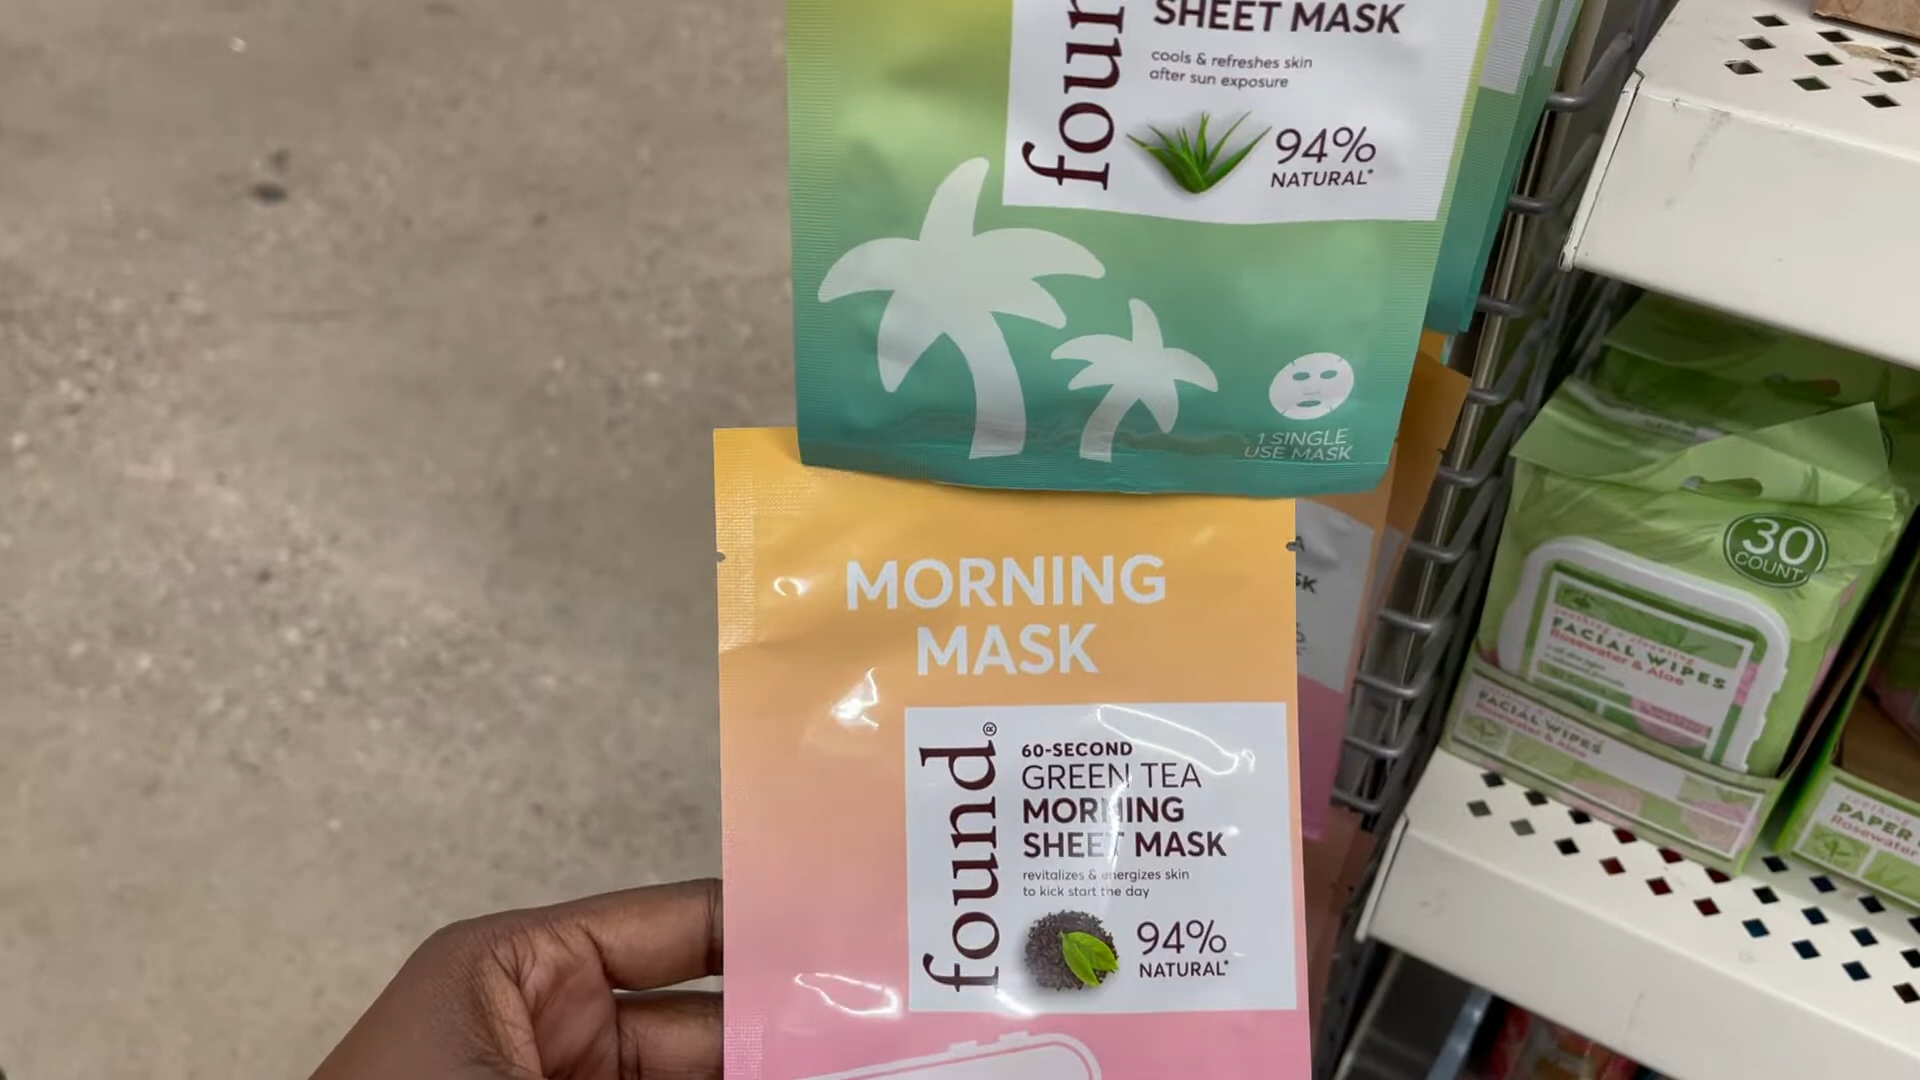 SHEET MASK
cools & refreshes skin
after sun exposure
94%
NATURAL*
1 SINGLE
USE MASK
MORNING
MASK
found®
60-SECOND
GREEN TEA
MORNING
SHEET MASK
revitalizes & energizes skin
to kick start the day
94%
NATURAL*
30
COUNT
FACIAL WIPES
Rosewater & Aloe
FACIAL WIPES
Rosewater & Aloe
PAPER
Rosewater